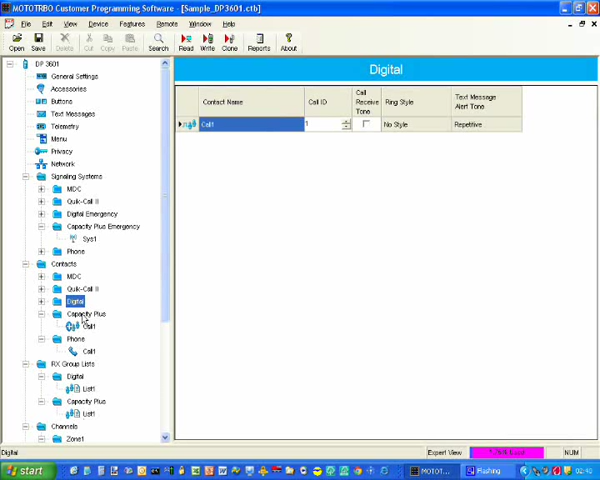 MOTOTRBO Customer Programming Software - [Sample_DP3601.ctb]
File Edit View Device Features Remote Window Help
Open Save Delete Cut Copy Paste Search Read Write Clone Reports About
DP 3601
General Settings
Accessories
Buttons
Text Messages
Telemetry
Menu
Privacy
Network
Signaling Systems
MDC
Quik-Call II
Digital Emergency
Capacity Plus Emergency
Sys1
Phone
Contacts
MDC
Quik-Call II
Digital
Capacity Plus
Call1
Phone
Call1
RX Group Lists
Digital
List1
Capacity Plus
List1
Channels
Zone1
Digital
Contact Name Call ID Call Receive Tone Ring Style Text Message Alert Tone
Call1 1 No Style Repetitive
Digital Expert View NUM
start MOTOT... Flashing 02:40